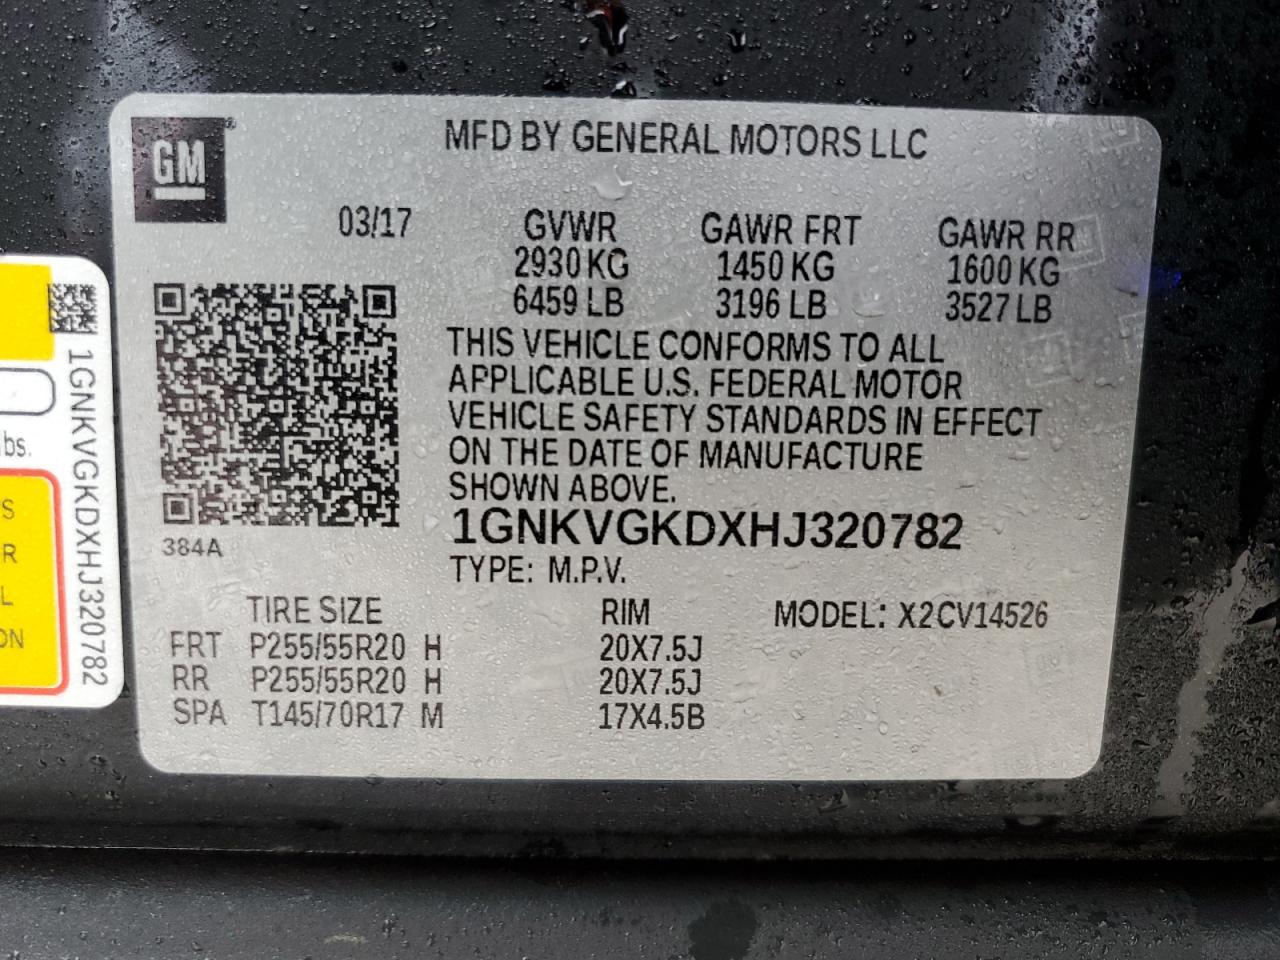 GM
MFD BY GENERAL MOTORS LLC
03/17
GVWR GAWR FRT GAWR RR
2930 KG 1450 KG 1600 KG
6459 LB 3196 LB 3527 LB
THIS VEHICLE CONFORMS TO ALL
APPLICABLE U.S. FEDERAL MOTOR
VEHICLE SAFETY STANDARDS IN EFFECT
ON THE DATE OF MANUFACTURE
SHOWN ABOVE.
1GNKVGKDXHJ320782
384A
TYPE: M.P.V.
TIRE SIZE RIM MODEL: X2CV14526
FRT P255/55R20 H 20X7.5J
RR P255/55R20 H 20X7.5J
SPA T145/70R17 M 17X4.5B
1GNKVGKDXHJ320782
lbs.
S
R
L
ON